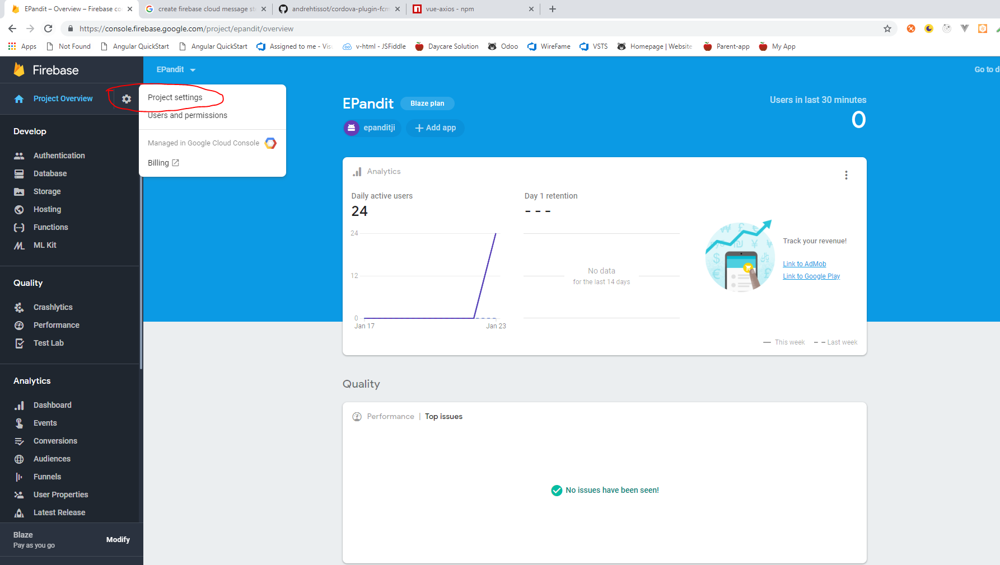 EPandit – Overview – Firebase co
create firebase cloud message st
andrehtissot/cordova-plugin-fcm
vue-axios - npm
https://console.firebase.google.com/project/epandit/overview
Apps
Not Found
Angular QuickStart
Angular QuickStart
Assigned to me - Visu
v-html - JSFiddle
Daycare Solution
Odoo
WireFame
VSTS
Homepage | Website
Parent-app
My App
Firebase
EPandit
Go to d
Project Overview
Project settings
Users and permissions
Managed in Google Cloud Console
Billing
Develop
Authentication
Database
Storage
Hosting
Functions
ML Kit
Quality
Crashlytics
Performance
Test Lab
Analytics
Dashboard
Events
Conversions
Audiences
Funnels
User Properties
Latest Release
Blaze
Pay as you go
Modify
EPandit
Blaze plan
epanditji
+ Add app
Users in last 30 minutes
0
Analytics
Daily active users
24
24
12
0
Jan 17
Jan 23
Day 1 retention
- - -
No data
for the last 14 days
Track your revenue!
Link to AdMob
Link to Google Play
This week
Last week
Quality
Performance | Top issues
No issues have been seen!